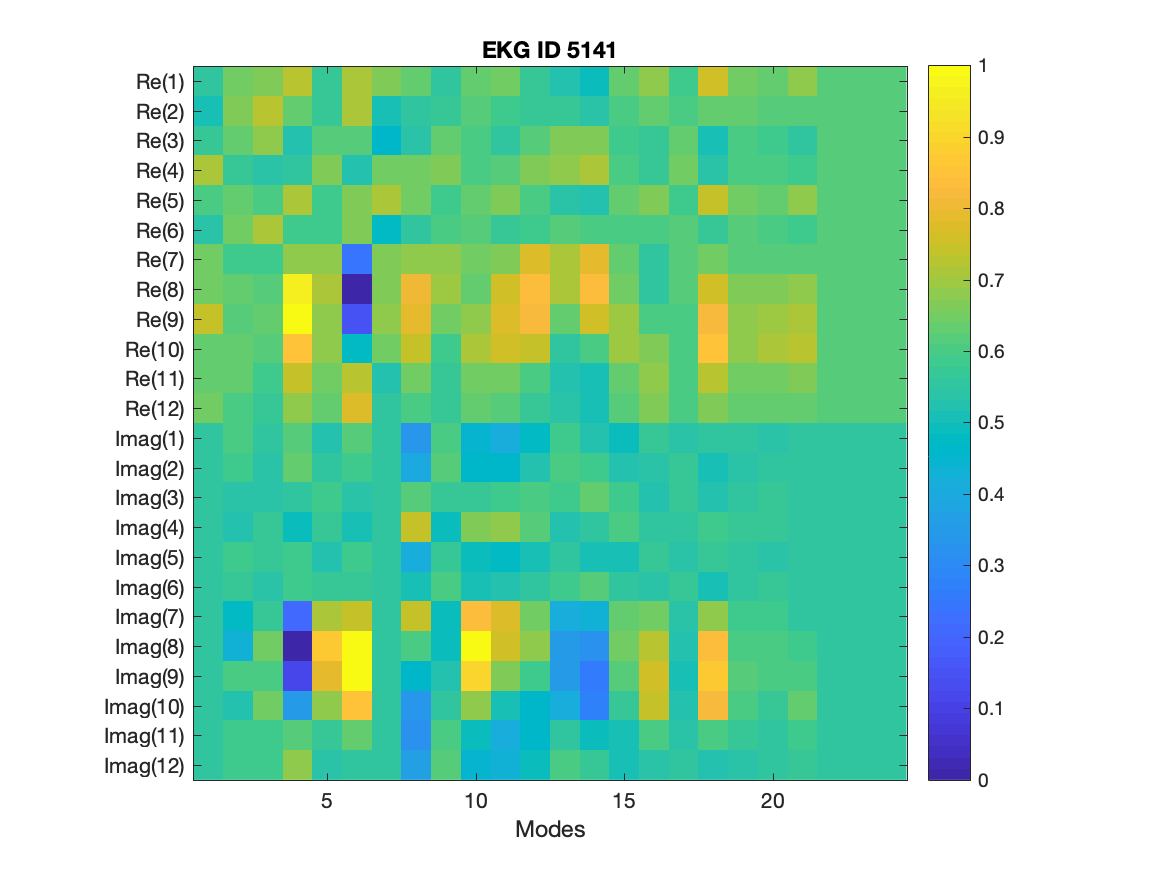 EKG ID 5141
Re(1)
Re(2)
Re(3)
Re(4)
Re(5)
Re(6)
Re(7)
Re(8)
Re(9)
Re(10)
Re(11)
Re(12)
Imag(1)
Imag(2)
Imag(3)
Imag(4)
Imag(5)
Imag(6)
Imag(7)
Imag(8)
Imag(9)
Imag(10)
Imag(11)
Imag(12)
5 10 15 20
Modes
1
0.9
0.8
0.7
0.6
0.5
0.4
0.3
0.2
0.1
0